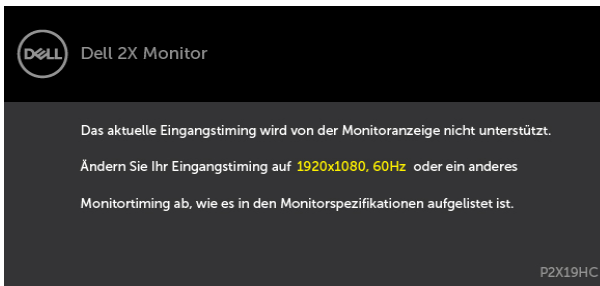 DELL Dell 2X Monitor
Das aktuelle Eingangstiming wird von der Monitoranzeige nicht unterstützt.
Ändern Sie Ihr Eingangstiming auf 1920x1080, 60Hz oder ein anderes
Monitortiming ab, wie es in den Monitorspezifikationen aufgelistet ist.
P2X19HC